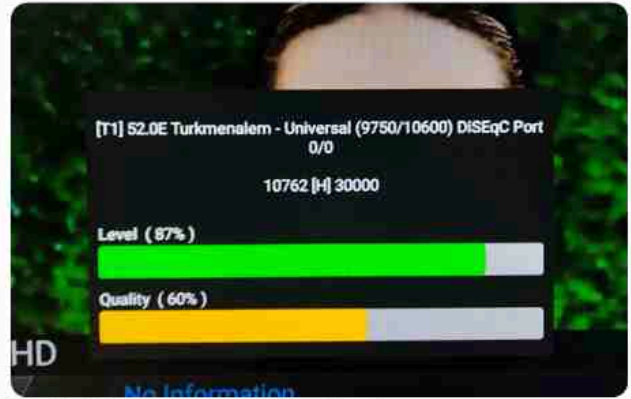 [T1] 52.0E Turkmenalem - Universal (9750/10600) DiSEqC Port
0/0
10762 [H] 30000
Level ( 87% )
Quality ( 60% )
HD
No Information